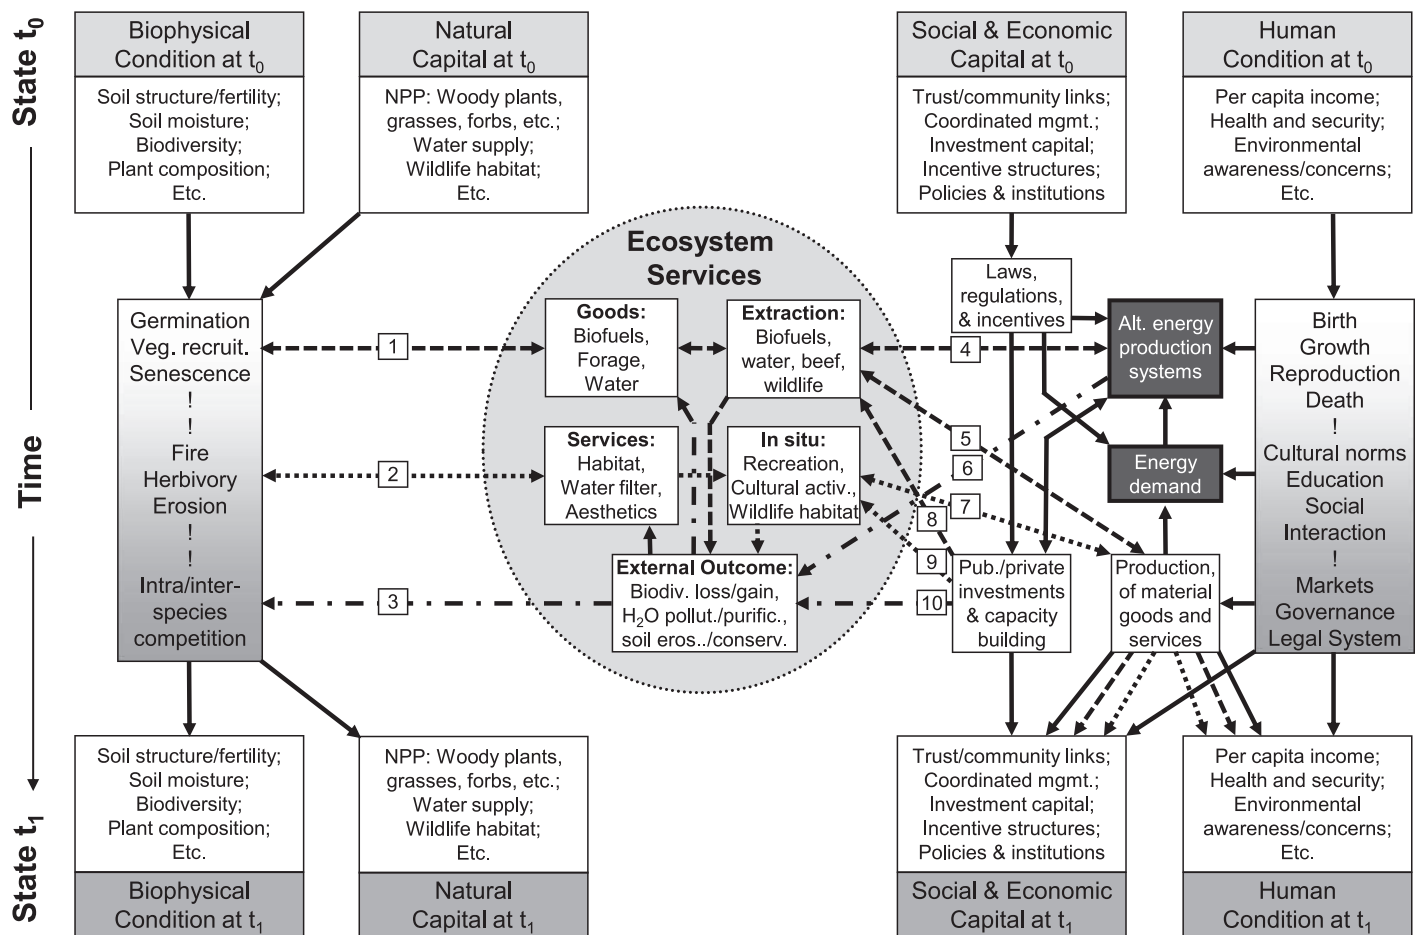 State t0
Time
State t1
Biophysical
Condition at t0
Soil structure/fertility;
Soil moisture;
Biodiversity;
Plant composition;
Etc.
Natural
Capital at t0
NPP: Woody plants,
grasses, forbs, etc.;
Water supply;
Wildlife habitat;
Etc.
Social & Economic
Capital at t0
Trust/community links;
Coordinated mgmt.;
Investment capital;
Incentive structures;
Policies & institutions
Human
Condition at t0
Per capita income;
Health and security;
Environmental
awareness/concerns;
Etc.
Germination
Veg. recruit.
Senescence
!
!
Fire
Herbivory
Erosion
!
!
Intra/inter-
species
competition
1
2
3
Ecosystem
Services
Goods:
Biofuels,
Forage,
Water
Extraction:
Biofuels,
water, beef,
wildlife
Services:
Habitat,
Water filter,
Aesthetics
In situ:
Recreation,
Cultural activ.,
Wildlife habitat
External Outcome:
Biodiv. loss/gain,
H2O pollut./purific.,
soil eros../conserv.
4
5
6
7
8
9
10
Laws,
regulations,
& incentives
Alt. energy
production
systems
Energy
demand
Pub./private
investments
& capacity
building
Production,
of material
goods and
services
Birth
Growth
Reproduction
Death
!
Cultural norms
Education
Social
Interaction
!
Markets
Governance
Legal System
Soil structure/fertility;
Soil moisture;
Biodiversity;
Plant composition;
Etc.
Biophysical
Condition at t1
NPP: Woody plants,
grasses, forbs, etc.;
Water supply;
Wildlife habitat;
Etc.
Natural
Capital at t1
Trust/community links;
Coordinated mgmt.;
Investment capital;
Incentive structures;
Policies & institutions
Social & Economic
Capital at t1
Per capita income;
Health and security;
Environmental
awareness/concerns;
Etc.
Human
Condition at t1